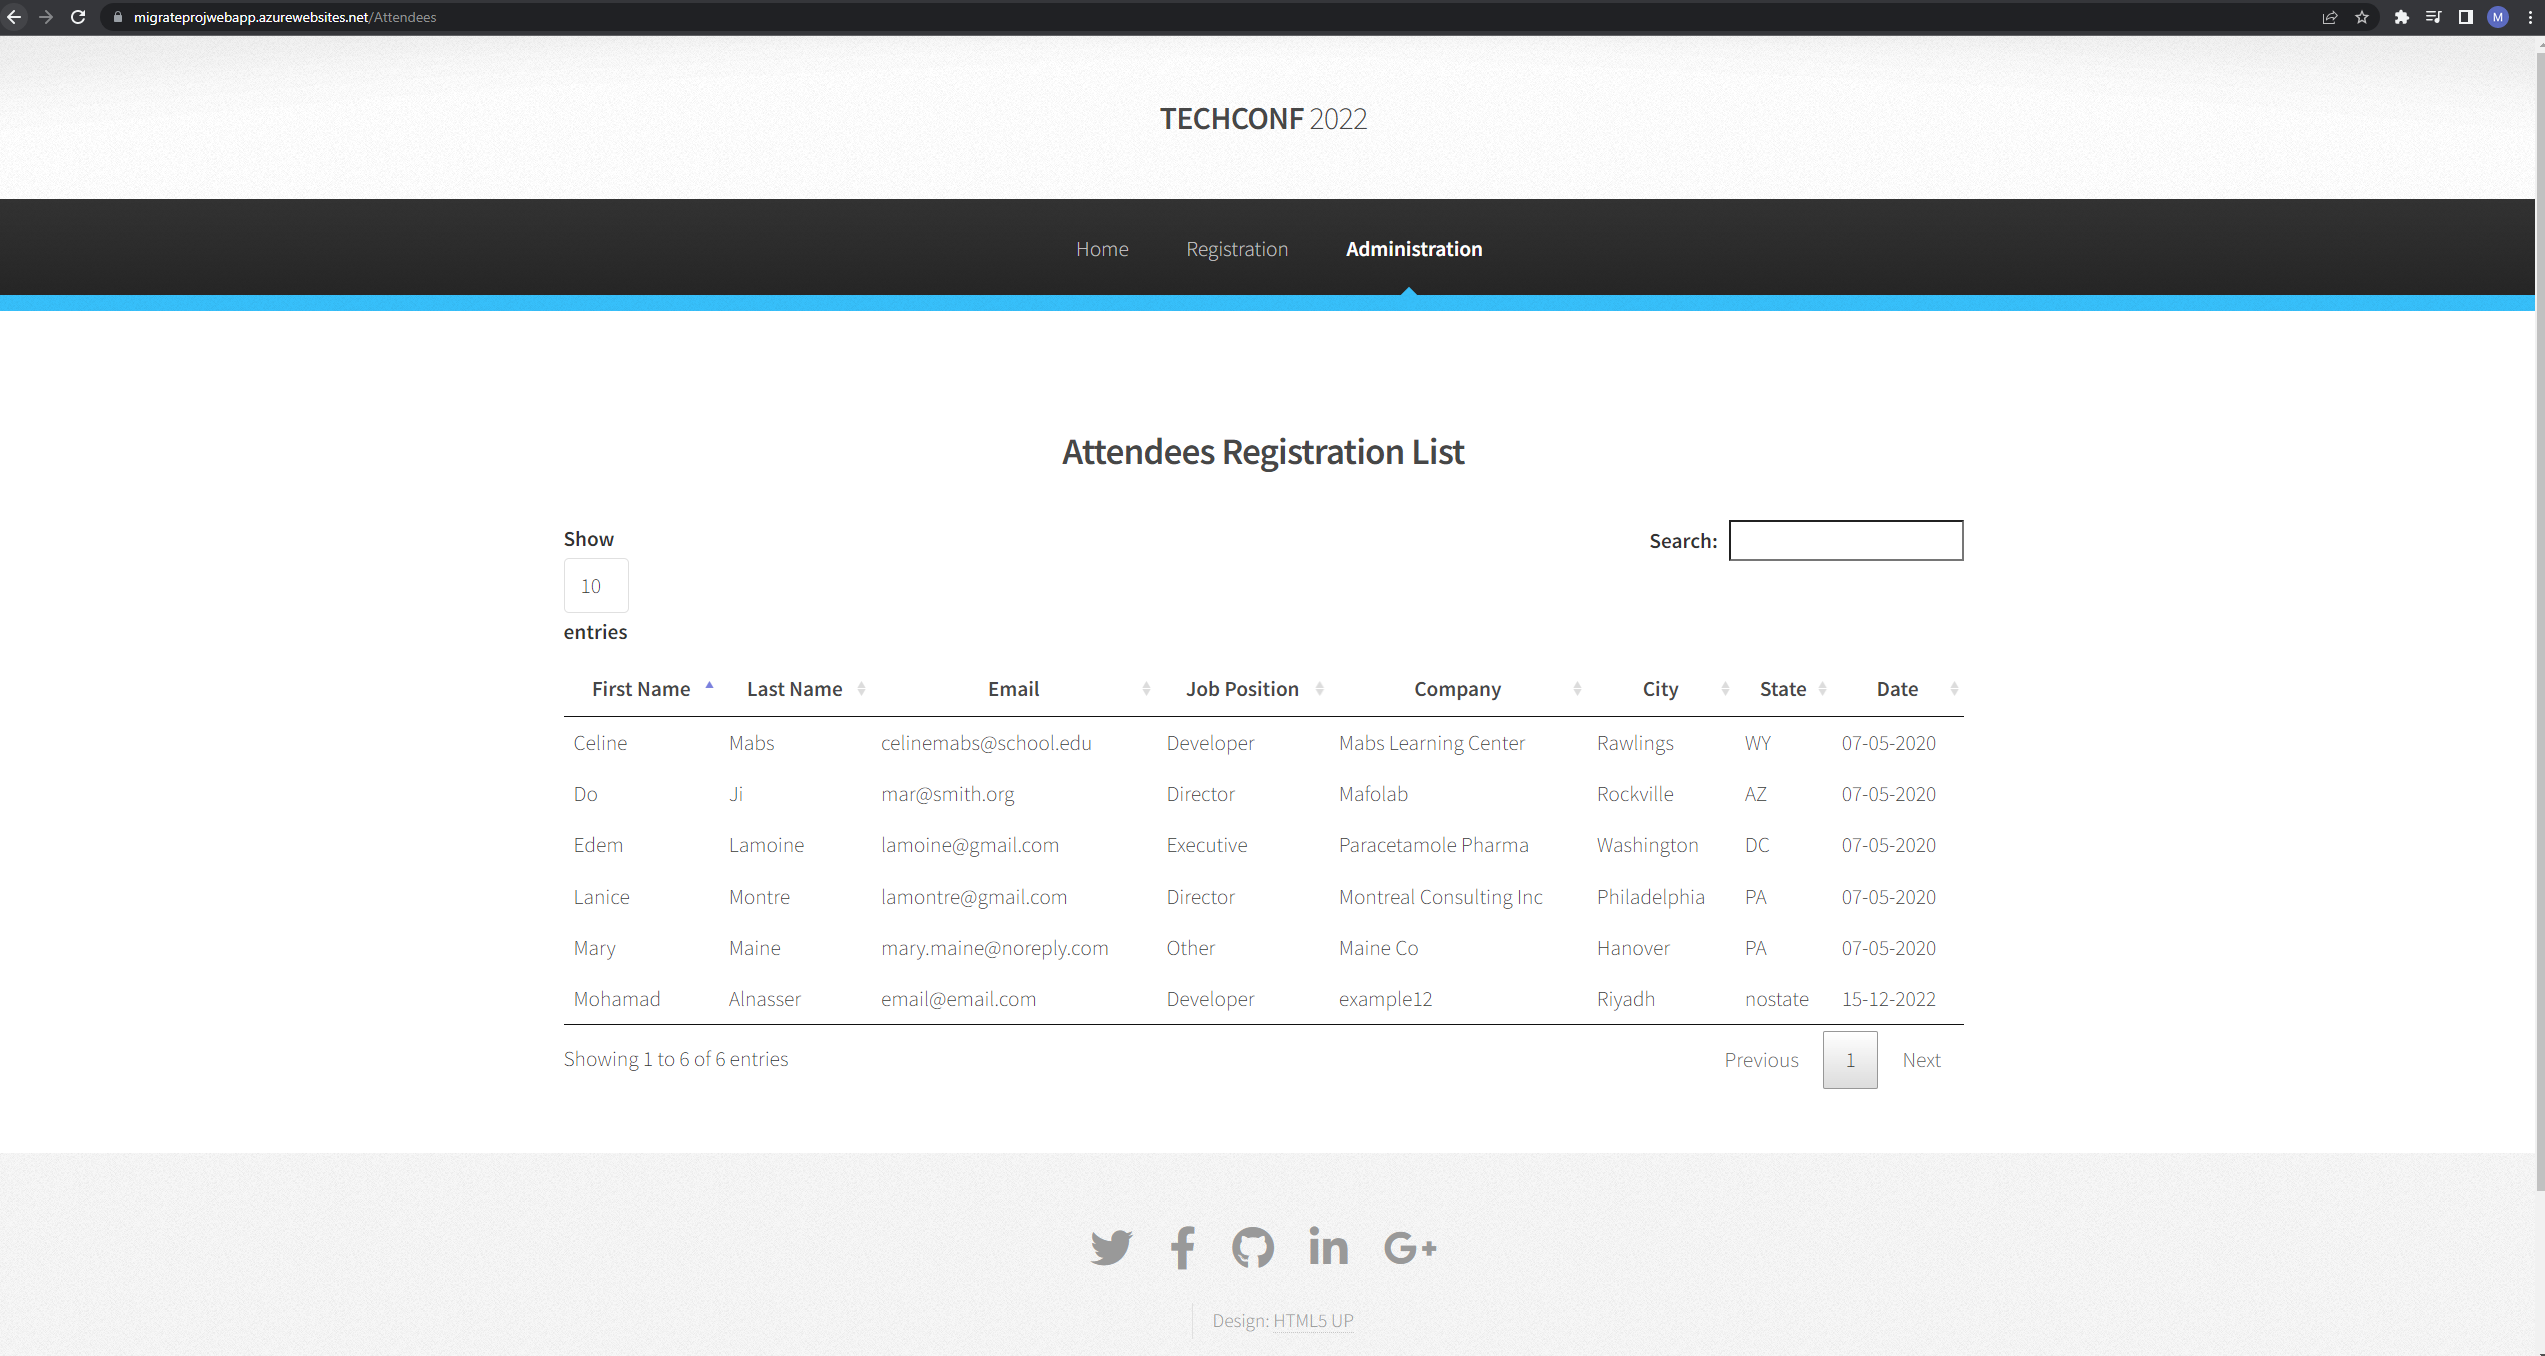 migrateprojwebapp.azurewebsites.net/Attendees
M
TECHCONF 2022
Home Registration Administration
Attendees Registration List
Show
Search:
10
entries
First Name Last Name Email Job Position Company City State Date
Celine Mabs celinemabs@school.edu Developer Mabs Learning Center Rawlings WY 07-05-2020
Do Ji mar@smith.org Director Mafolab Rockville AZ 07-05-2020
Edem Lamoine lamoine@gmail.com Executive Paracetamole Pharma Washington DC 07-05-2020
Lanice Montre lamontre@gmail.com Director Montreal Consulting Inc Philadelphia PA 07-05-2020
Mary Maine mary.maine@noreply.com Other Maine Co Hanover PA 07-05-2020
Mohamad Alnasser email@email.com Developer example12 Riyadh nostate 15-12-2022
Showing 1 to 6 of 6 entries Previous 1 Next
Design: HTML5 UP